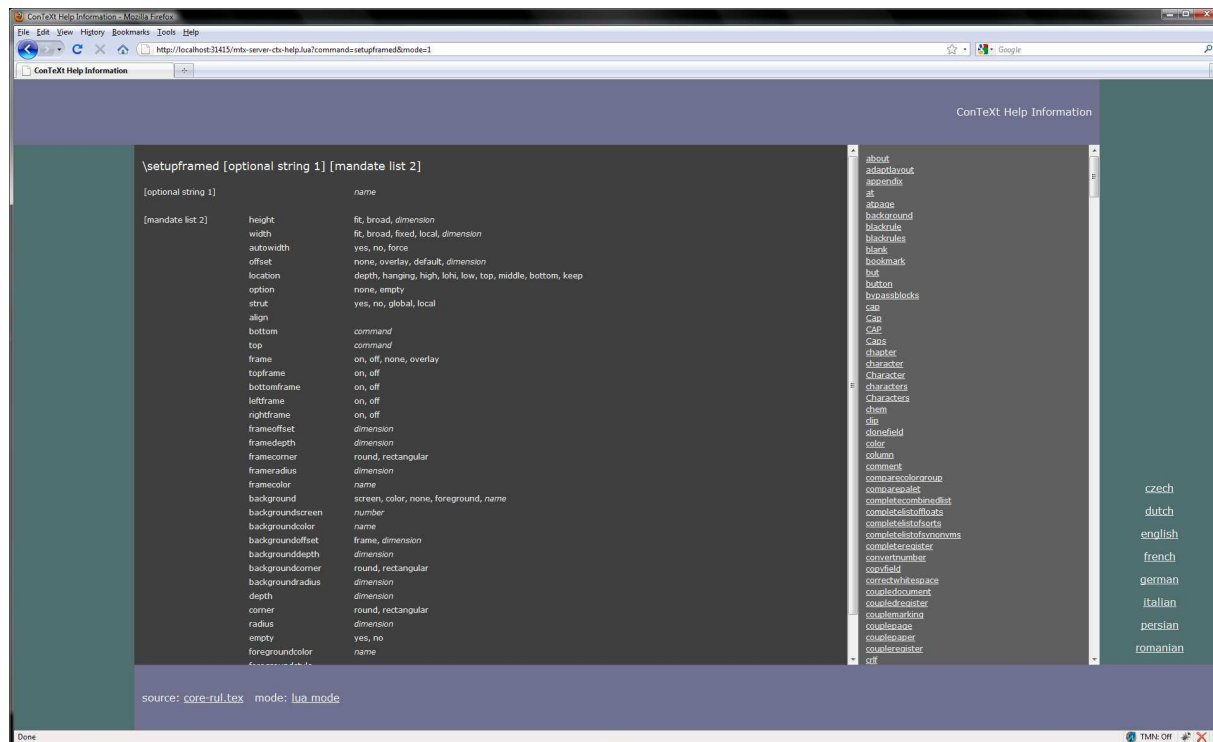 ConTeXt Help Information - Mozilla Firefox
File Edit View History Bookmarks Tools Help
http://localhost:31415/mtx-server-ctx-help.lua?command=setupframed&mode=1
Google
ConTeXt Help Information
ConTeXt Help Information
\setupframed [optional string 1] [mandate list 2]
[optional string 1] name
[mandate list 2] height fit, broad, dimension
width fit, broad, fixed, local, dimension
autowidth yes, no, force
offset none, overlay, default, dimension
location depth, hanging, high, lohi, low, top, middle, bottom, keep
option none, empty
strut yes, no, global, local
align
bottom command
top command
frame on, off, none, overlay
topframe on, off
bottomframe on, off
leftframe on, off
rightframe on, off
frameoffset dimension
framedepth dimension
framecorner round, rectangular
frameradius dimension
framecolor name
background screen, color, none, foreground, name
backgroundscreen number
backgroundcolor name
backgroundoffset frame, dimension
backgrounddepth dimension
backgroundcorner round, rectangular
backgroundradius dimension
depth dimension
corner round, rectangular
radius dimension
empty yes, no
foregroundcolor name
about
adaptlayout
appendix
at
atpage
background
blackrule
blackrules
blank
bookmark
but
button
bypassblocks
cap
Cap
CAP
Caps
chapter
character
Character
characters
Characters
chem
clip
clonefield
color
column
comment
comparecolorgroup
comparepalet
completecombinedlist
completelistoffloats
completelistofsorts
completelistofsynonyms
completeregister
convertnumber
copyfield
correctwhitespace
coupledocument
coupledregister
couplemarking
couplepage
couplepaper
coupleregister
crlf
czech
dutch
english
french
german
italian
persian
romanian
source: core-rul.tex mode: lua mode
Done
TMN: Off